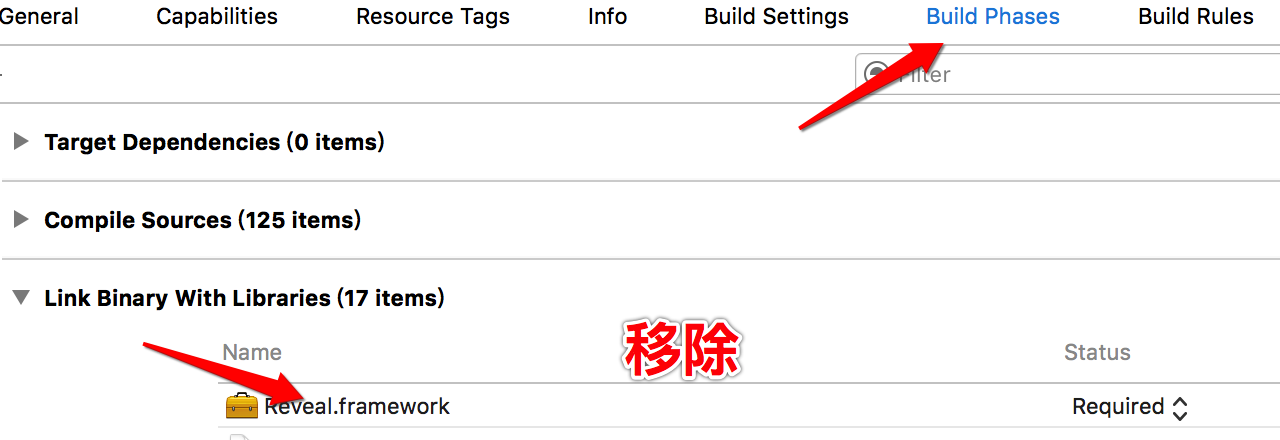 General Capabilities Resource Tags Info Build Settings Build Phases Build Rules
Filter
Target Dependencies (0 items)
Compile Sources (125 items)
Link Binary With Libraries (17 items)
移除
Name Status
Reveal.framework Required